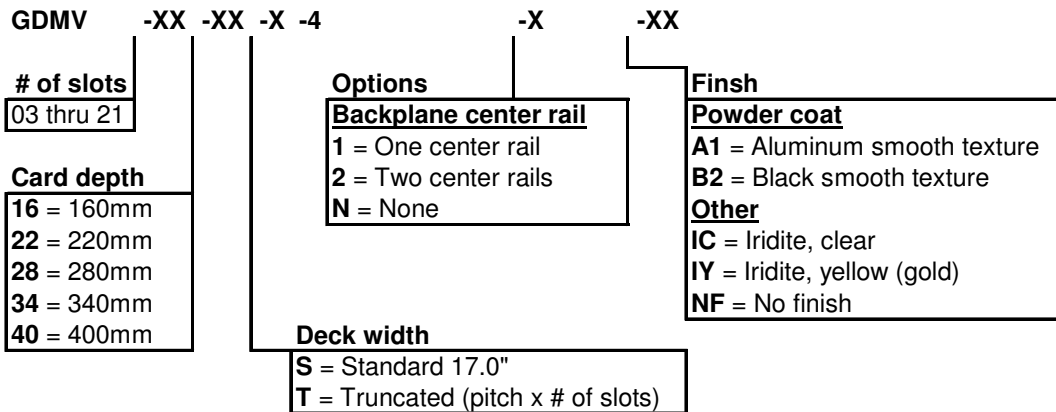 GDMV -XX -XX -X -4 -X -XX
# of slots
03 thru 21
Card depth
16 = 160mm
22 = 220mm
28 = 280mm
34 = 340mm
40 = 400mm
Deck width
S = Standard 17.0"
T = Truncated (pitch x # of slots)
Options
Backplane center rail
1 = One center rail
2 = Two center rails
N = None
Finsh
Powder coat
A1 = Aluminum smooth texture
B2 = Black smooth texture
Other
IC = Iridite, clear
IY = Iridite, yellow (gold)
NF = No finish